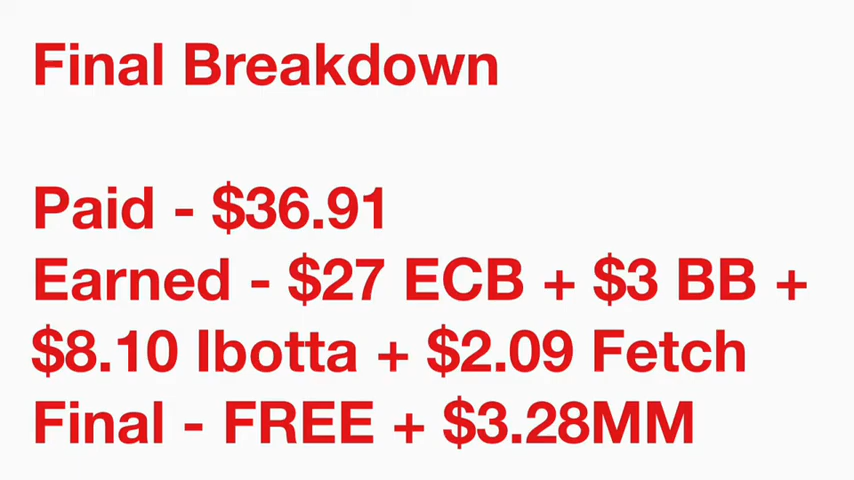 Final Breakdown
Paid - $36.91
Earned - $27 ECB + $3 BB +
$8.10 Ibotta + $2.09 Fetch
Final - FREE + $3.28MM